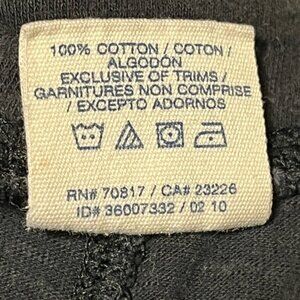 100% COTTON / COTON /
ALGODÓN
EXCLUSIVE OF TRIMS /
GARNITURES NON COMPRISE
/ EXCEPTO ADORNOS
RN# 70817 / CA# 23226
ID# 36007332 / 02 10